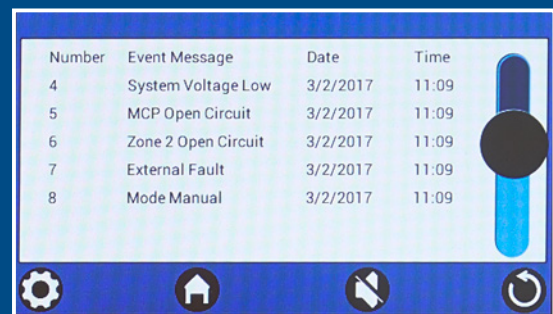 Number Event Message Date Time
4 System Voltage Low 3/2/2017 11:09
5 MCP Open Circuit 3/2/2017 11:09
6 Zone 2 Open Circuit 3/2/2017 11:09
7 External Fault 3/2/2017 11:09
8 Mode Manual 3/2/2017 11:09